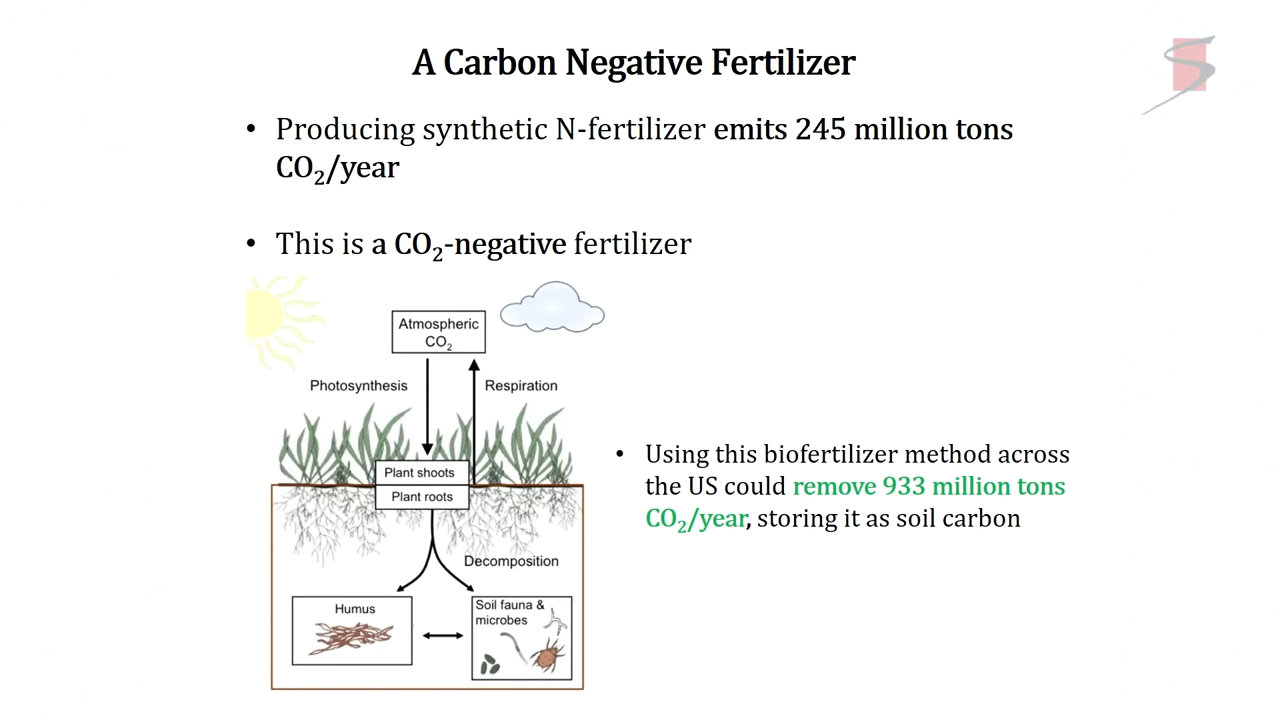 A Carbon Negative Fertilizer
• Producing synthetic N-fertilizer emits 245 million tons
CO₂/year
• This is a CO₂-negative fertilizer
Atmospheric
CO₂
Photosynthesis
Respiration
Plant shoots
Plant roots
Decomposition
Humus
Soil fauna &
microbes
• Using this biofertilizer method across
the US could remove 933 million tons
CO₂/year, storing it as soil carbon